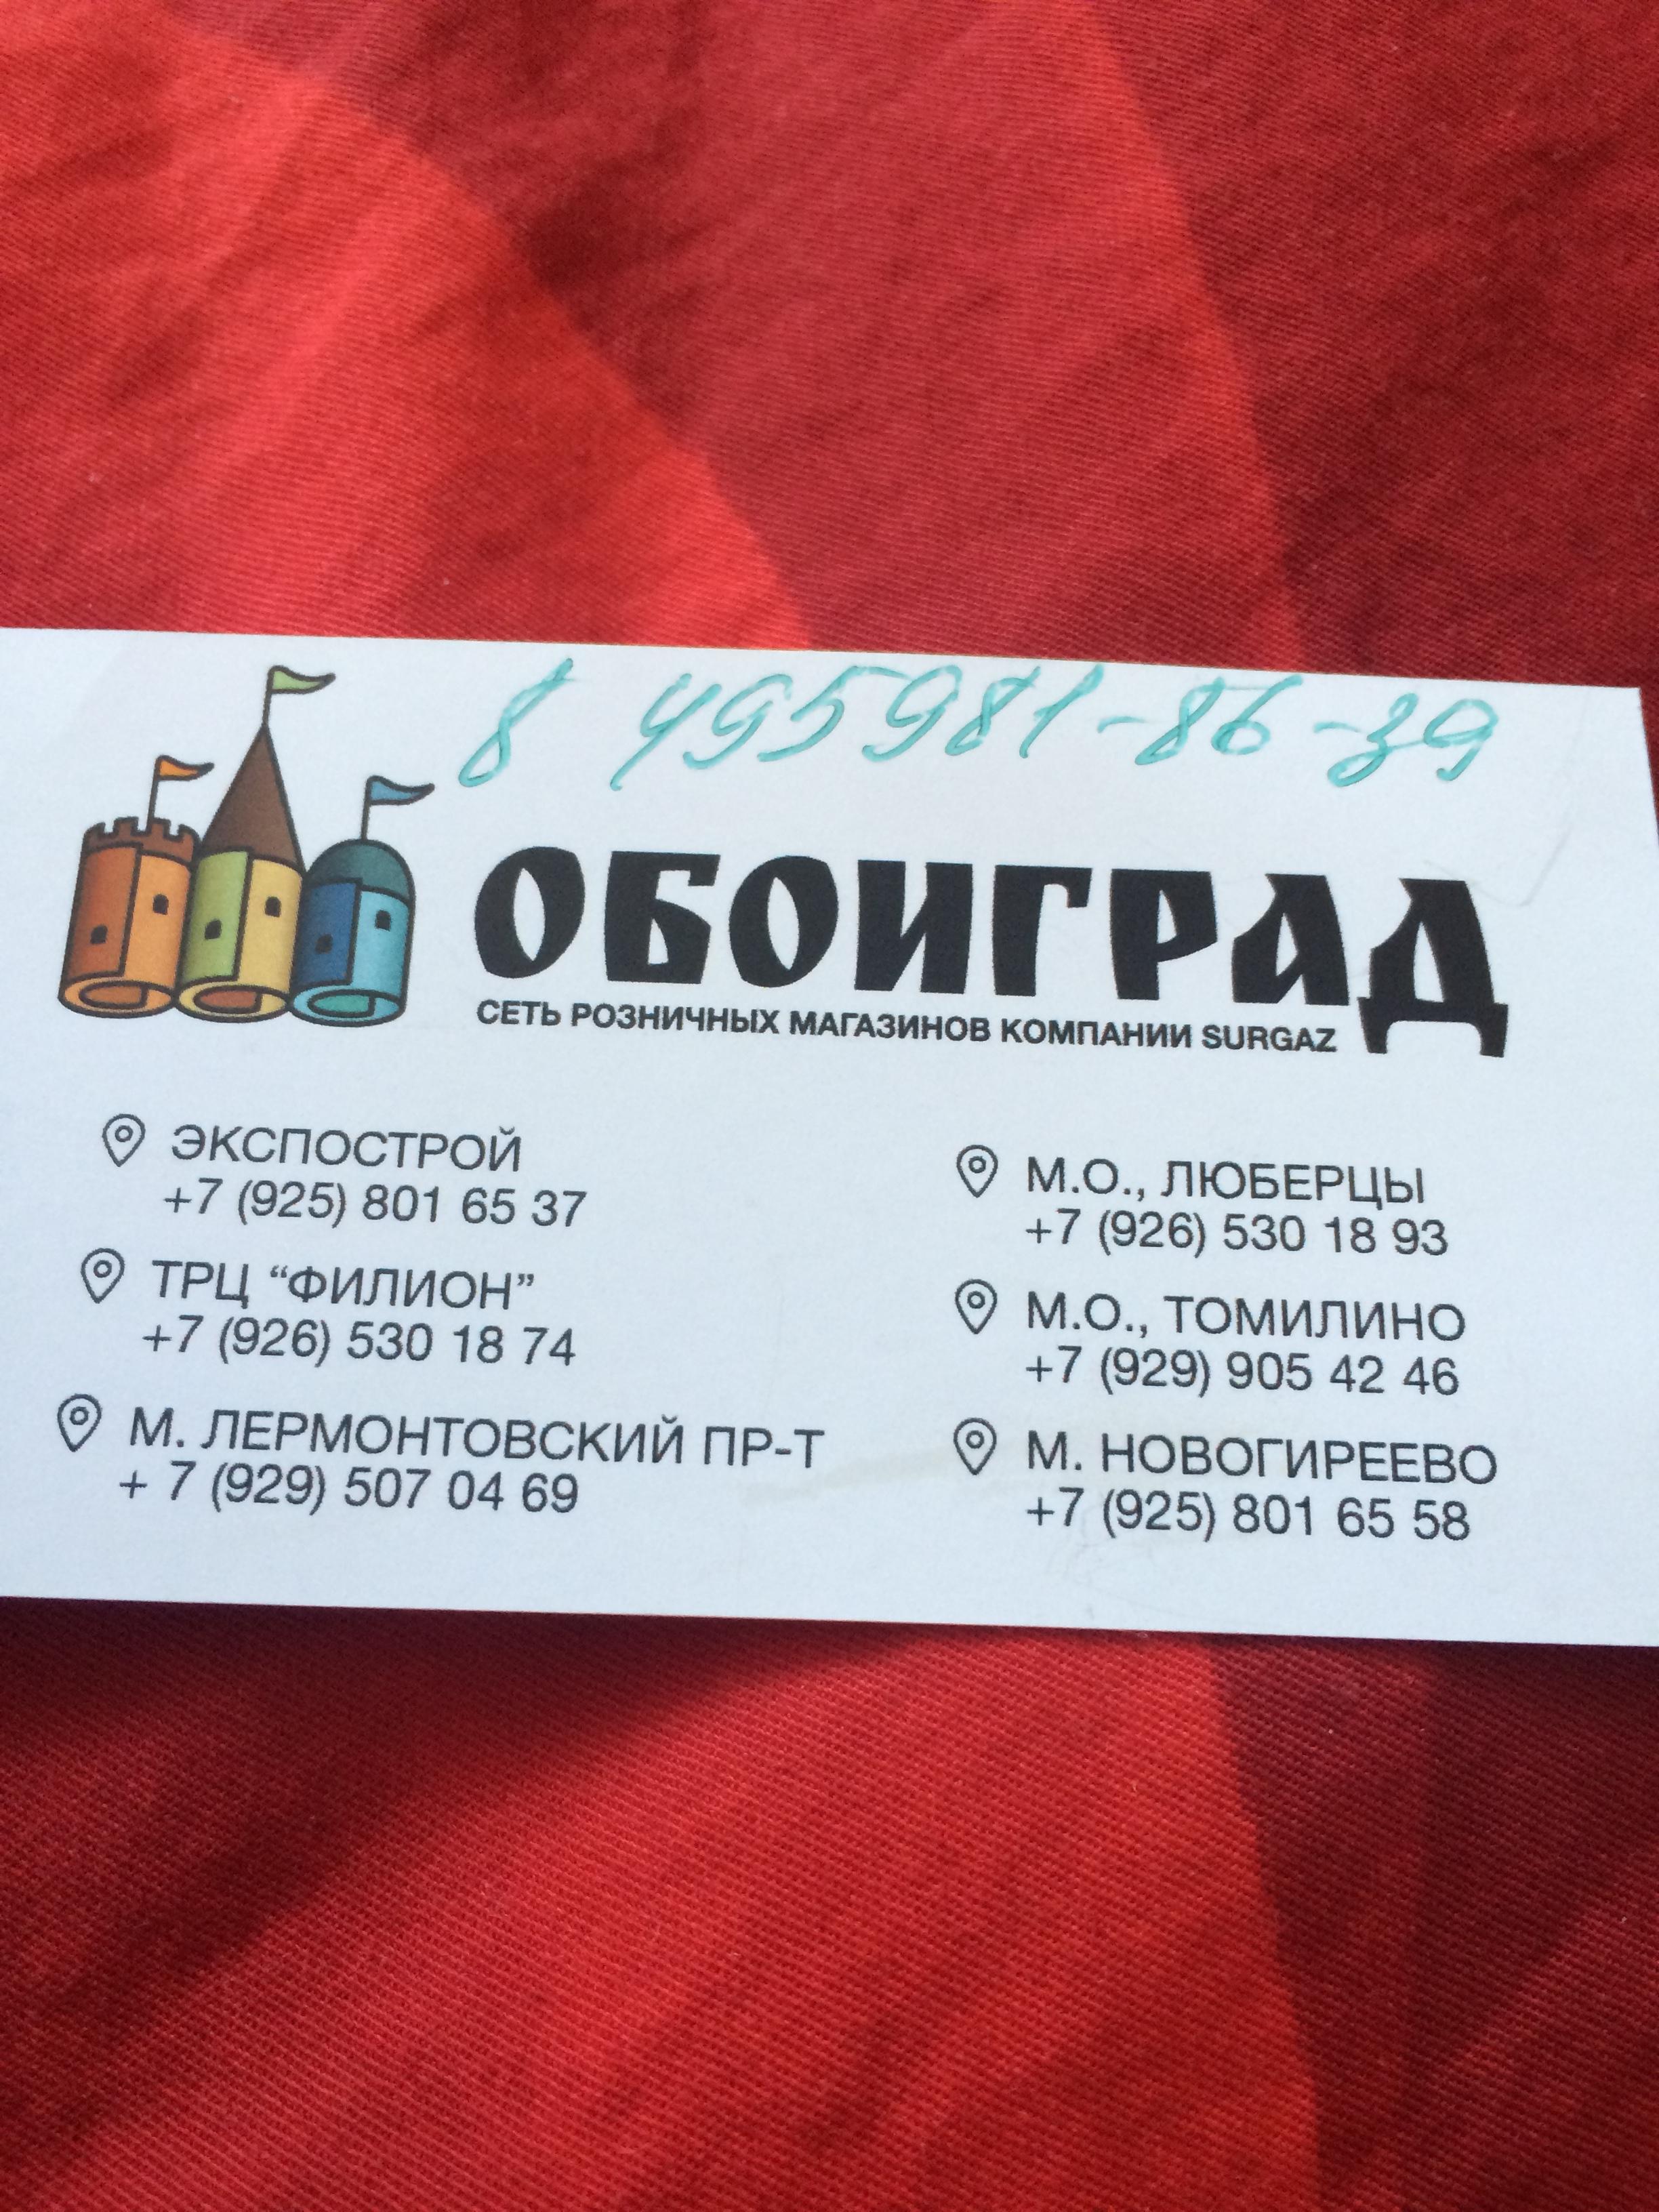 8 495 981-86-39
ОБОИГРАД
СЕТЬ РОЗНИЧНЫХ МАГАЗИНОВ КОМПАНИИ SURGAZ
ЭКСПОСТРОЙ
+7 (925) 801 65 37
ТРЦ “ФИЛИОН”
+7 (926) 530 18 74
М. ЛЕРМОНТОВСКИЙ ПР-Т
+ 7 (929) 507 04 69
М.О., ЛЮБЕРЦЫ
+7 (926) 530 18 93
М.О., ТОМИЛИНО
+7 (929) 905 42 46
М. НОВОГИРЕЕВО
+7 (925) 801 65 58